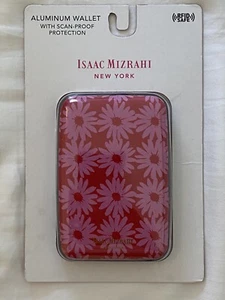 ALUMINUM WALLET
WITH SCAN-PROOF
PROTECTION
ISAAC MIZRAHI
NEW YORK